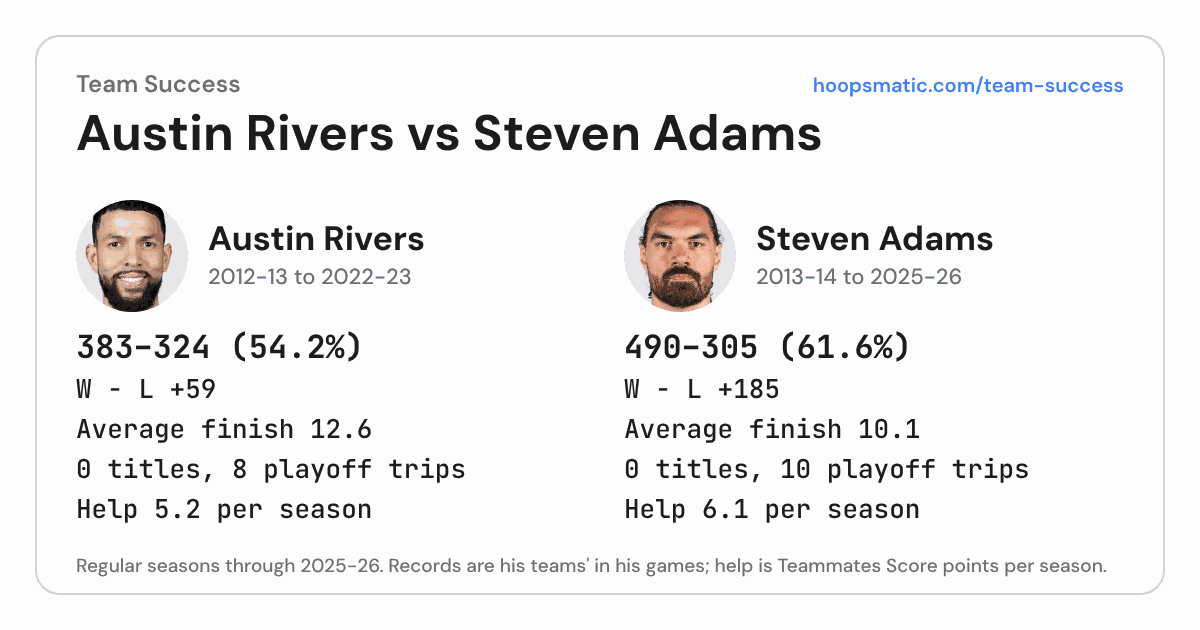 Team Success
hoopsmatic.com/team-success
Austin Rivers vs Steven Adams
Austin Rivers
2012-13 to 2022-23
383-324 (54.2%)
W - L +59
Average finish 12.6
0 titles, 8 playoff trips
Help 5.2 per season
Steven Adams
2013-14 to 2025-26
490-305 (61.6%)
W - L +185
Average finish 10.1
0 titles, 10 playoff trips
Help 6.1 per season
Regular seasons through 2025-26. Records are his teams' in his games; help is Teammates Score points per season.